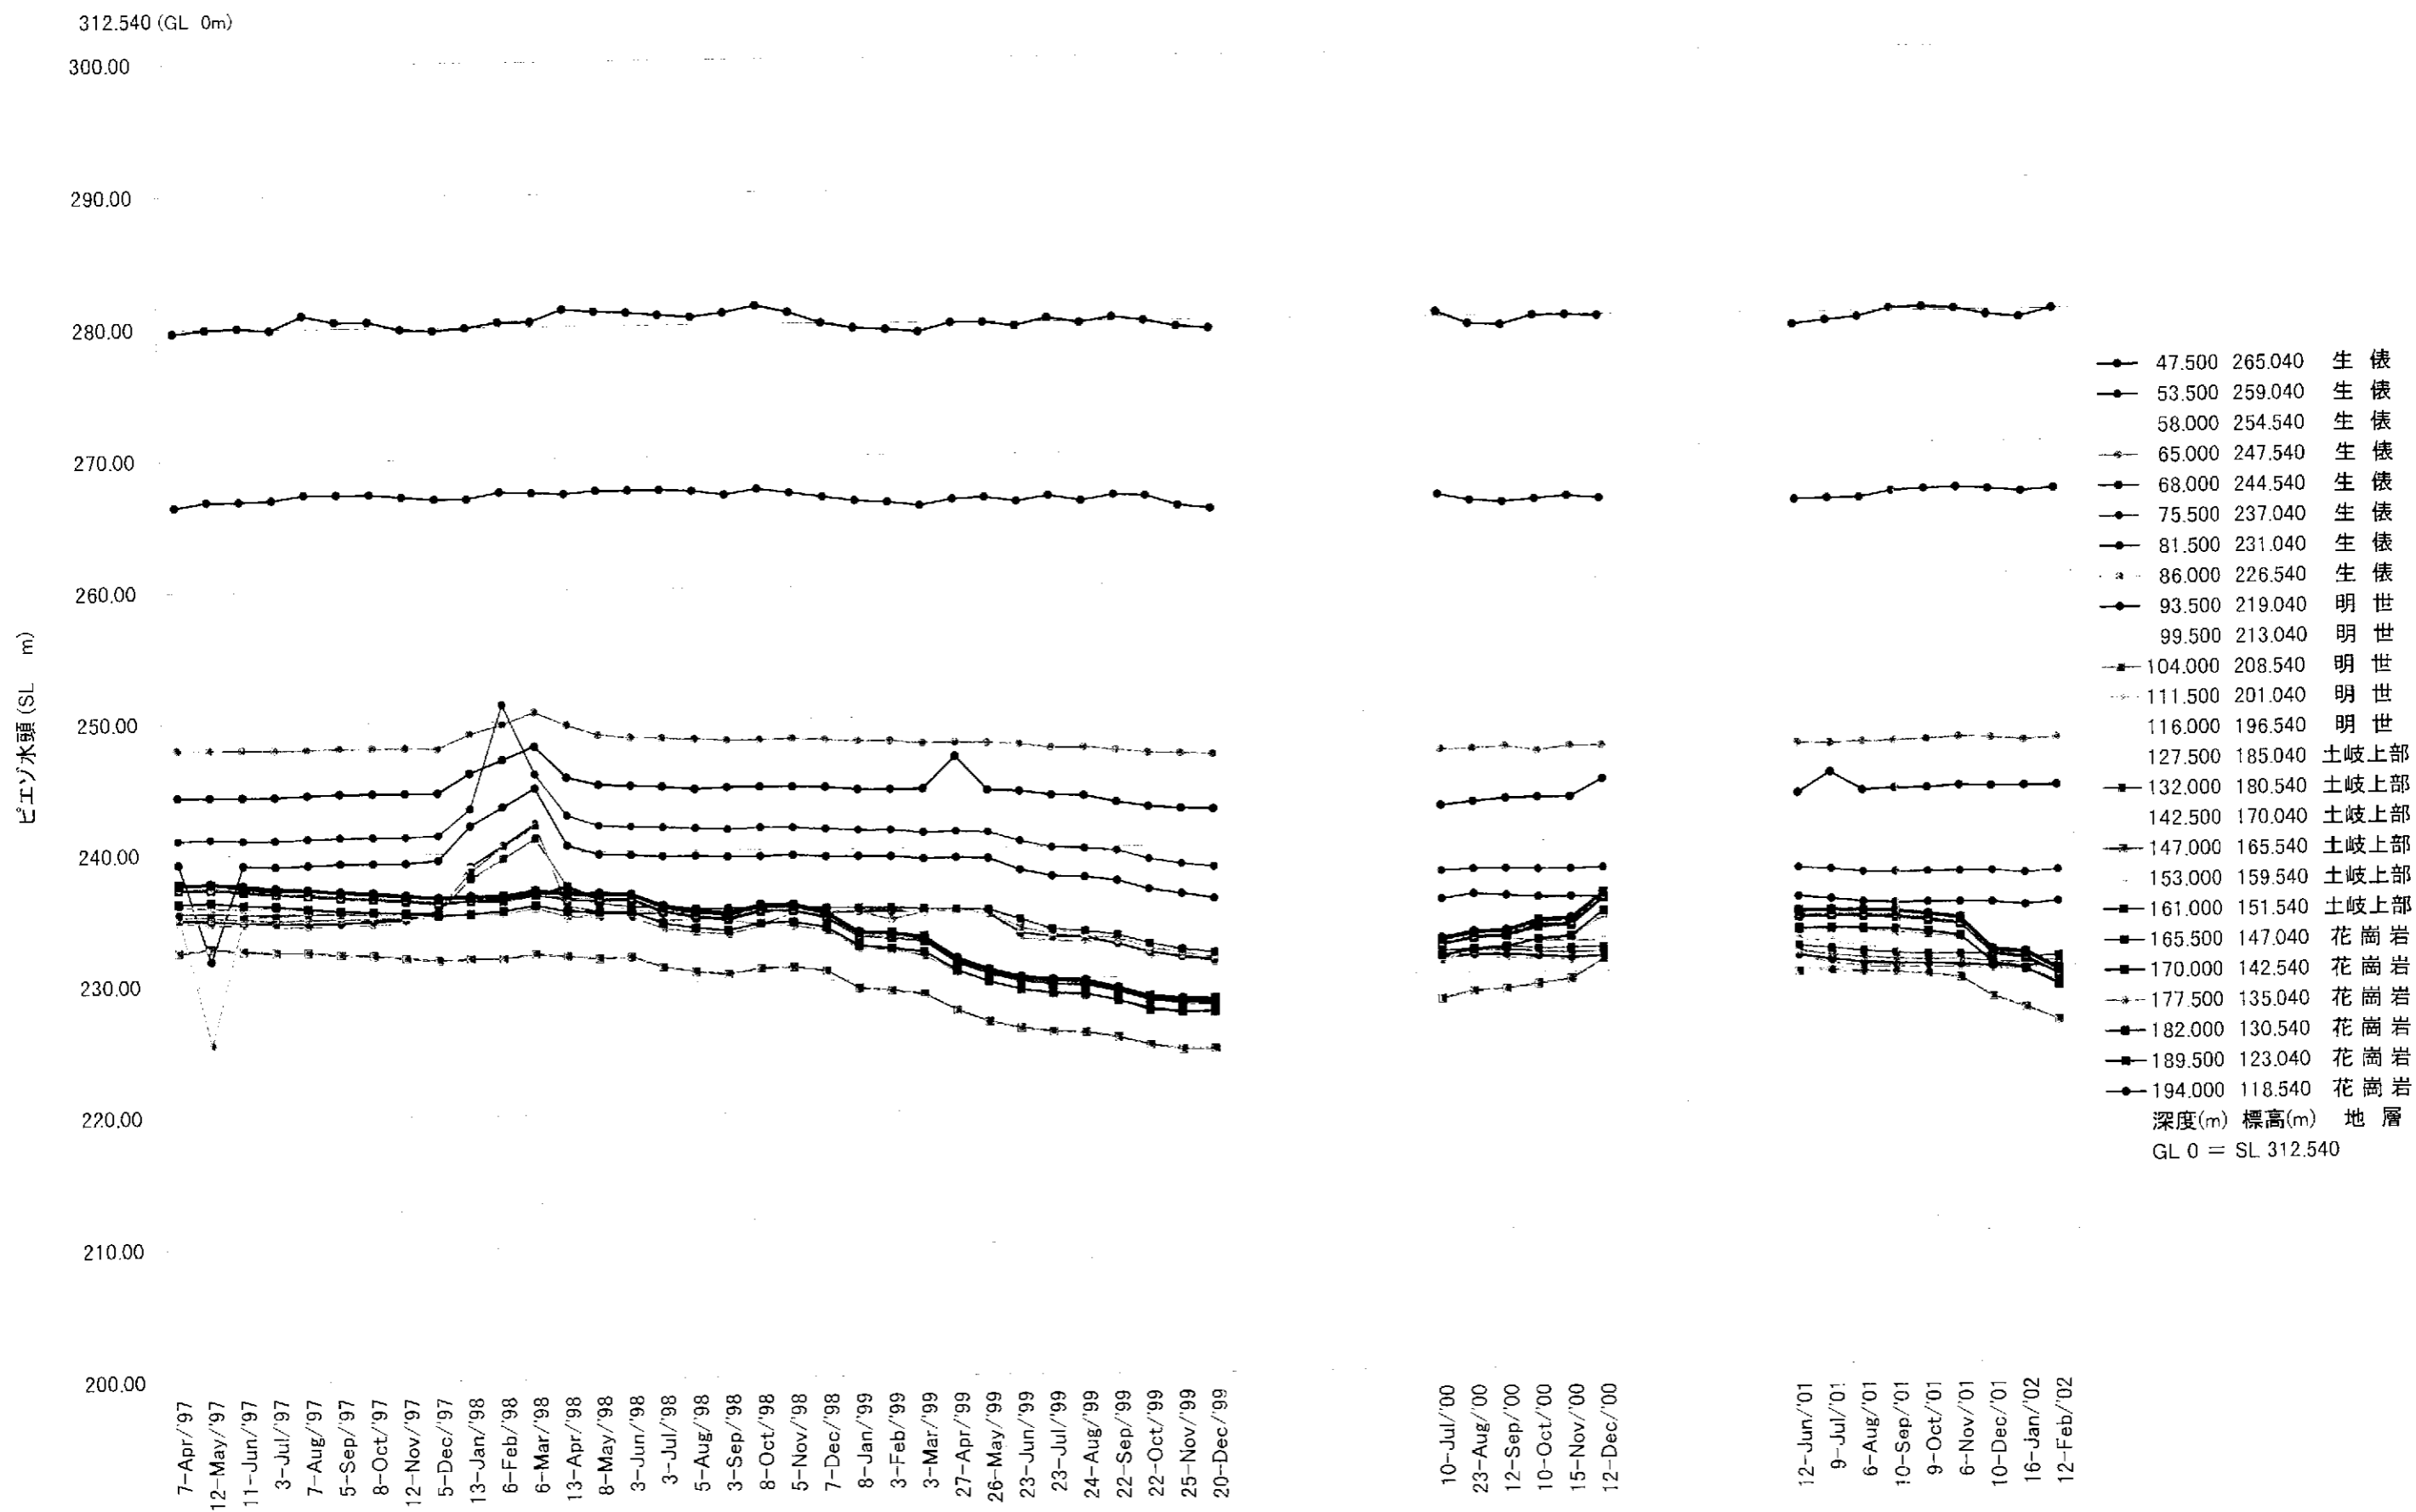 312.540 (GL 0m)
300.00
290.00
280.00
270.00
260.00
250.00
240.00
230.00
220.00
210.00
200.00
ピエゾ水頭 (SL m)
7-Apr/'97
12-May/'97
11-Jun/'97
3-Jul/'97
7-Aug/'97
5-Sep/'97
8-Oct/'97
12-Nov/'97
5-Dec/'97
13-Jan/'98
6-Feb/'98
6-Mar/'98
13-Apr/'98
8-May/'98
3-Jun/'98
3-Jul/'98
5-Aug/'98
3-Sep/'98
8-Oct/'98
5-Nov/'98
7-Dec/'98
8-Jan/'99
3-Feb/'99
3-Mar/'99
27-Apr/'99
26-May/'99
23-Jun/'99
23-Jul/'99
24-Aug/'99
22-Sep/'99
22-Oct/'99
25-Nov/'99
20-Dec/'99
10-Jul/'00
23-Aug/'00
12-Sep/'00
10-Oct/'00
15-Nov/'00
12-Dec/'00
12-Jun/'01
9-Jul/'01
6-Aug/'01
10-Sep/'01
9-Oct/'01
6-Nov/'01
10-Dec/'01
16-Jan/'02
12-Feb/'02
47.500 265.040 生 俵
53.500 259.040 生 俵
58.000 254.540 生 俵
65.000 247.540 生 俵
68.000 244.540 生 俵
75.500 237.040 生 俵
81.500 231.040 生 俵
86.000 226.540 生 俵
93.500 219.040 明 世
99.500 213.040 明 世
104.000 208.540 明 世
111.500 201.040 明 世
116.000 196.540 明 世
127.500 185.040 土岐上部
132.000 180.540 土岐上部
142.500 170.040 土岐上部
147.000 165.540 土岐上部
153.000 159.540 土岐上部
161.000 151.540 土岐上部
165.500 147.040 花 崗 岩
170.000 142.540 花 崗 岩
177.500 135.040 花 崗 岩
182.000 130.540 花 崗 岩
189.500 123.040 花 崗 岩
194.000 118.540 花 崗 岩
深度(m) 標高(m) 地 層
GL 0 = SL 312.540